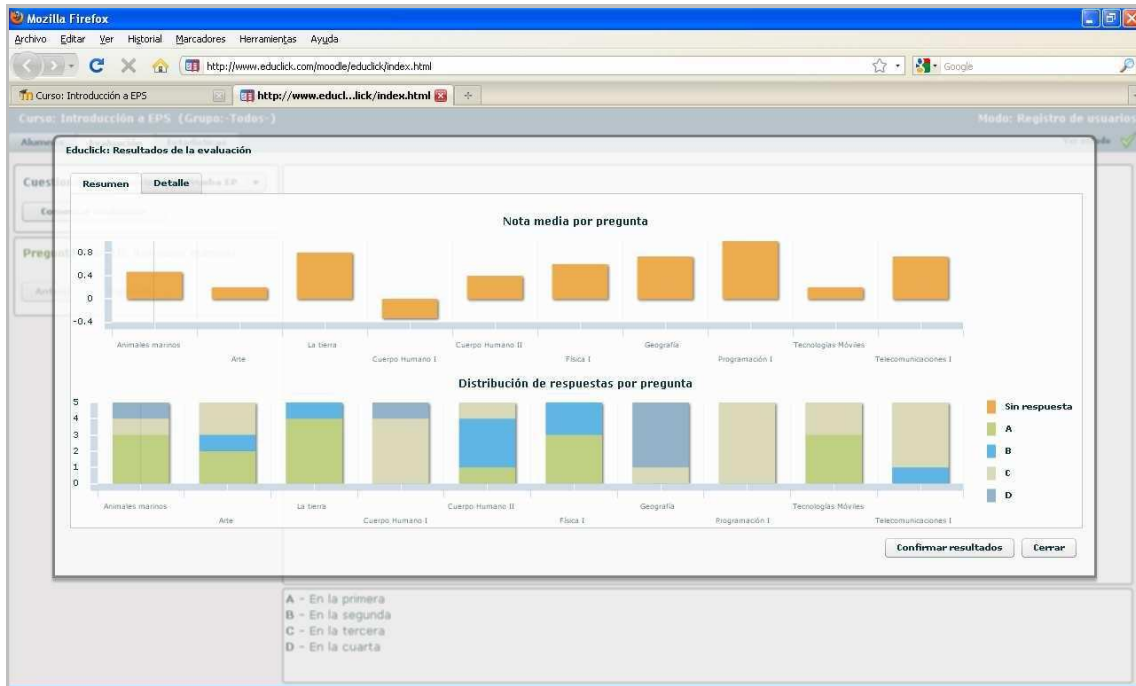 Mozilla Firefox
Archivo Editar Ver Historial Marcadores Herramientas Ayuda
http://www.educlick.com/moodle/educlick/index.html
Google
Curso: Introducción a EPS
http://www.educl...lick/index.html
Curso: Introducción a EPS (Grupo:-Todos-)
Modo: Registro de usuarios
Educlick: Resultados de la evaluación
Resumen Detalle
Nota media por pregunta
0.8
0.4
0
-0.4
Animales marinos La tierra Cuerpo Humano II Geografía Tecnologías Móviles
Arte Cuerpo Humano I Física I Programación I Telecomunicaciones I
Distribución de respuestas por pregunta
5
4
3
2
1
0
Sin respuesta
A
B
C
D
Animales marinos La tierra Cuerpo Humano II Geografía Tecnologías Móviles
Arte Cuerpo Humano I Física I Programación I Telecomunicaciones I
Confirmar resultados Cerrar
A - En la primera
B - En la segunda
C - En la tercera
D - En la cuarta